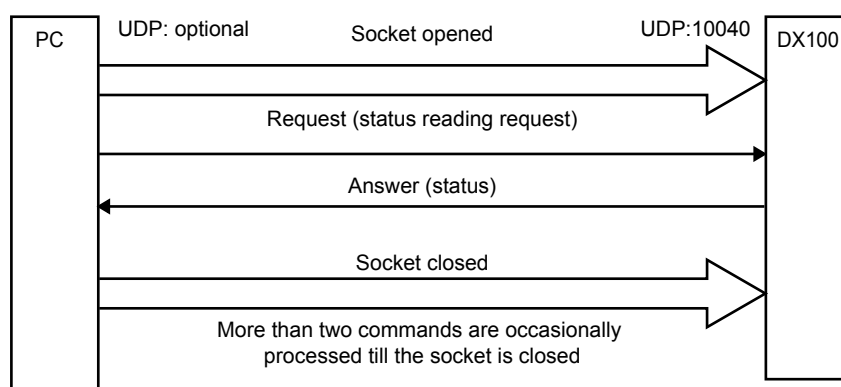 PC
UDP: optional
Socket opened
UDP:10040
DX100
Request (status reading request)
Answer (status)
Socket closed
More than two commands are occasionally
processed till the socket is closed